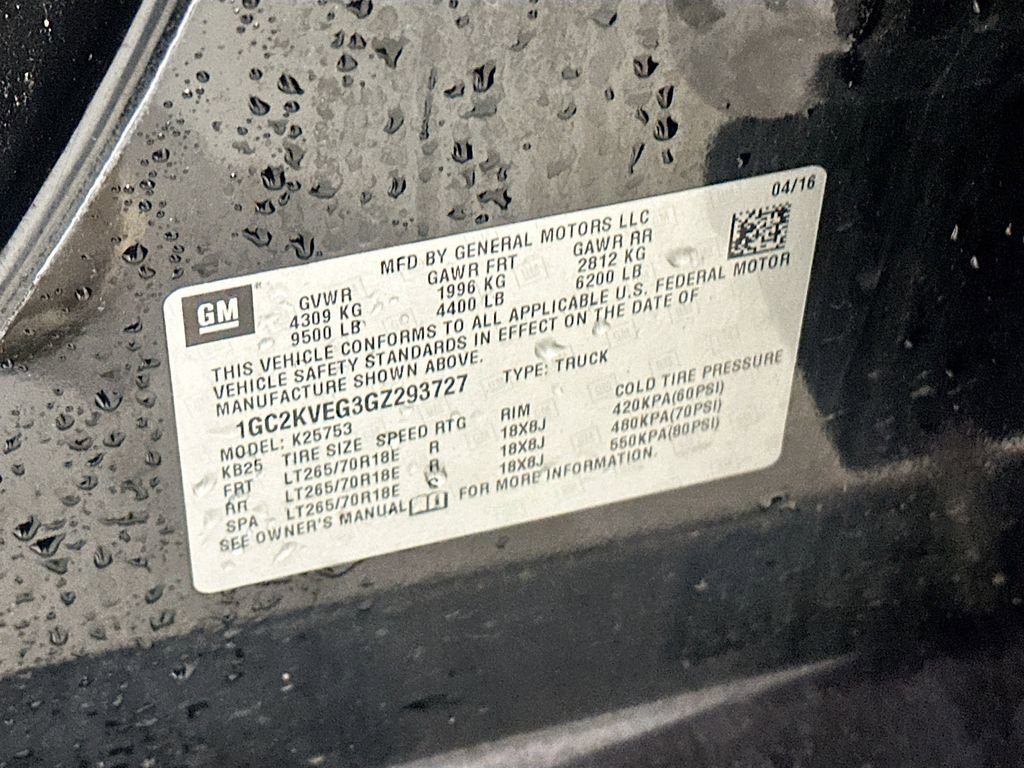 04/16
MFD BY GENERAL MOTORS LLC
GM
GVWR GAWR FRT GAWR RR
4309 KG 1996 KG 2812 KG
9500 LB 4400 LB 6200 LB
THIS VEHICLE CONFORMS TO ALL APPLICABLE U.S. FEDERAL MOTOR
VEHICLE SAFETY STANDARDS IN EFFECT ON THE DATE OF
MANUFACTURE SHOWN ABOVE.
1GC2KVEG3GZ293727 TYPE: TRUCK
MODEL: K25753
KB25 TIRE SIZE SPEED RTG RIM COLD TIRE PRESSURE
FRT LT265/70R18E R 18X8J 420KPA(60PSI)
RR LT265/70R18E R 18X8J 480KPA(70PSI)
SPA LT265/70R18E 18X8J 550KPA(80PSI)
SEE OWNER'S MANUAL FOR MORE INFORMATION.